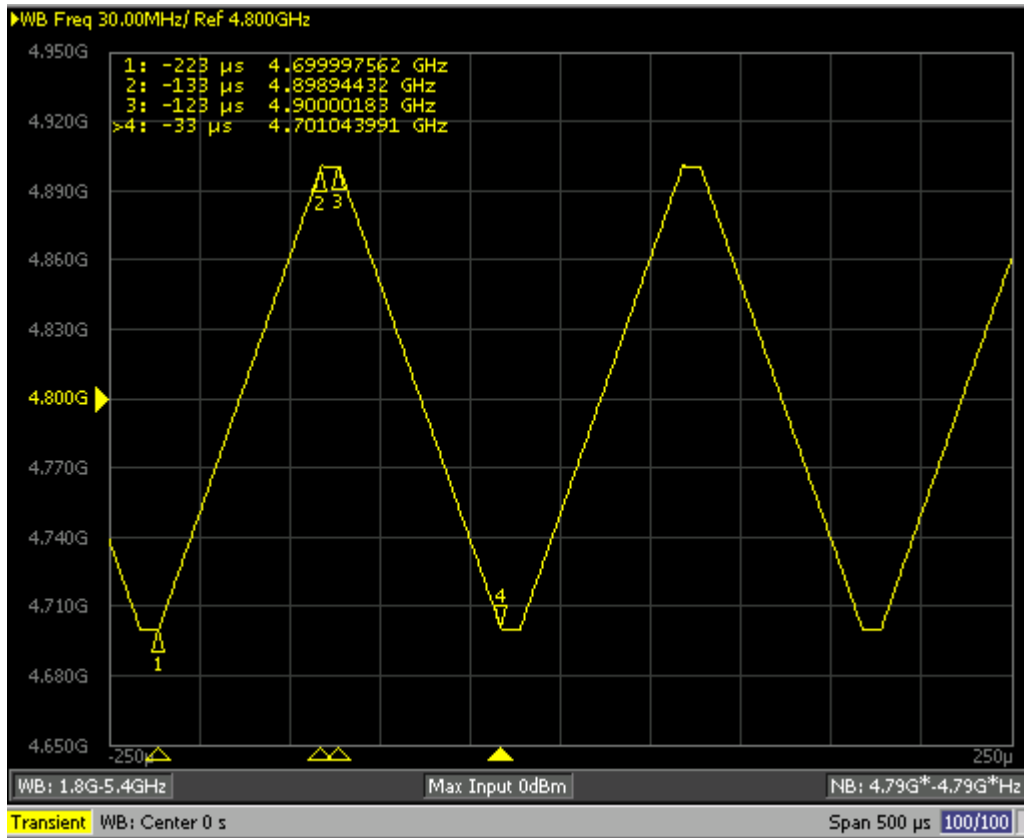 WB Freq 30.00MHz/ Ref 4.800GHz
4.950G
1: -223 µs 4.699997562 GHz
2: -133 µs 4.89894432 GHz
3: -123 µs 4.90000183 GHz
4.920G
>4: -33 µs 4.701043991 GHz
4.890G
2 3
4.860G
4.830G
4.800G
4.770G
4.740G
4.710G
4
1
4.680G
4.650G
-250µ 250µ
WB: 1.8G-5.4GHz Max Input 0dBm NB: 4.79G*-4.79G*Hz
Transient WB: Center 0 s Span 500 µs 100/100